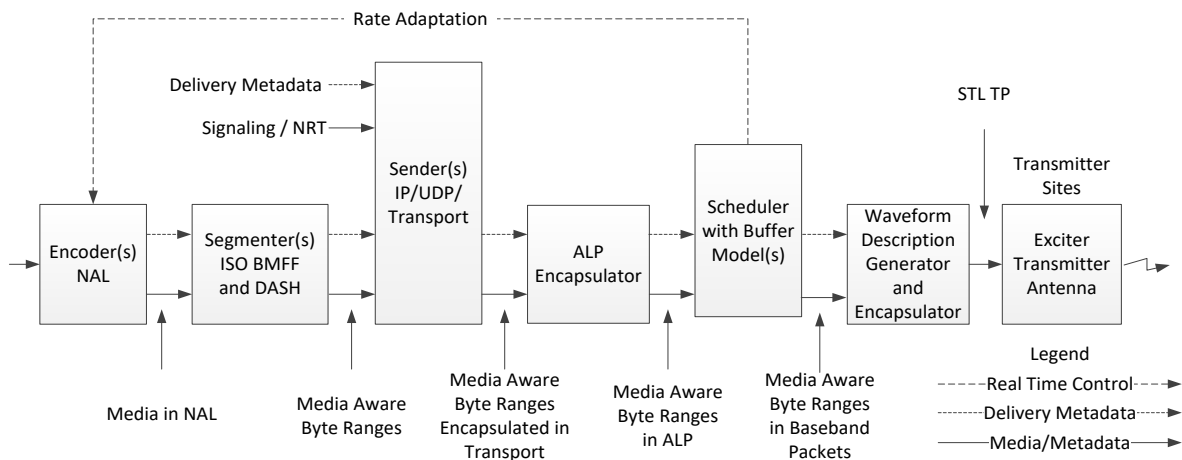 Rate Adaptation
Delivery Metadata
Signaling / NRT
STL TP
Transmitter
Sites
Encoder(s)
NAL
Segmenter(s)
ISO BMFF
and DASH
Sender(s)
IP/UDP/
Transport
ALP
Encapsulator
Scheduler
with Buffer
Model(s)
Waveform
Description
Generator
and
Encapsulator
Exciter
Transmitter
Antenna
Media in NAL
Media Aware
Byte Ranges
Media Aware
Byte Ranges
Encapsulated in
Transport
Media Aware
Byte Ranges
in ALP
Media Aware
Byte Ranges
in Baseband
Packets
Legend
Real Time Control
Delivery Metadata
Media/Metadata